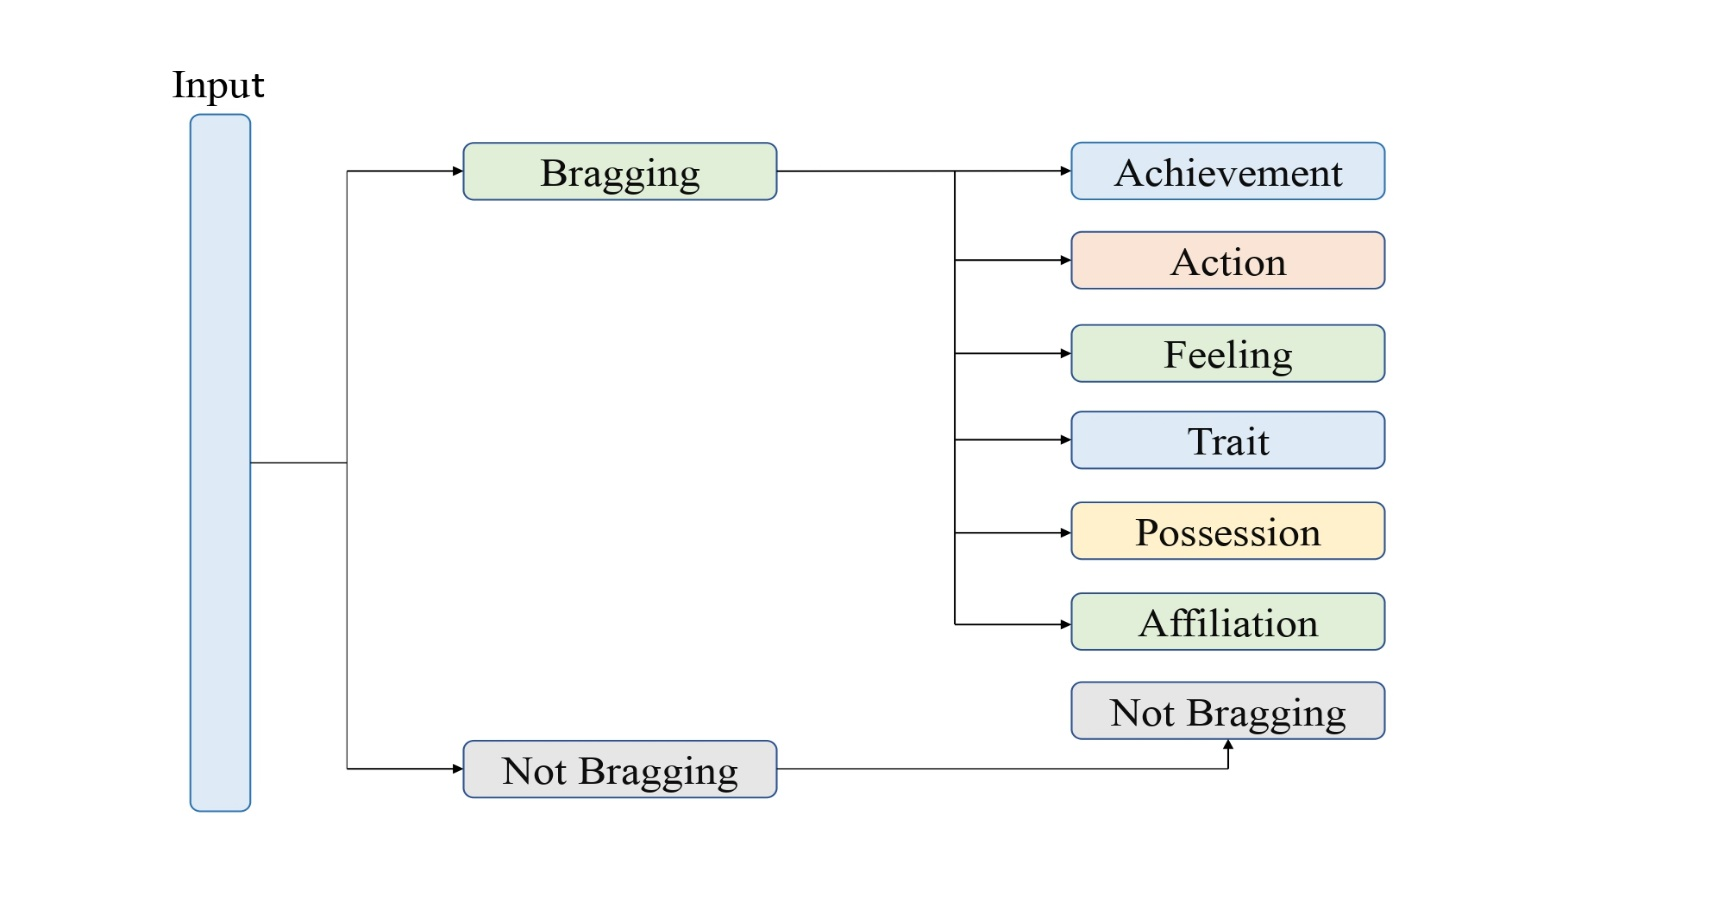 Input
Bragging
Achievement
Action
Feeling
Trait
Possession
Affiliation
Not Bragging
Not Bragging